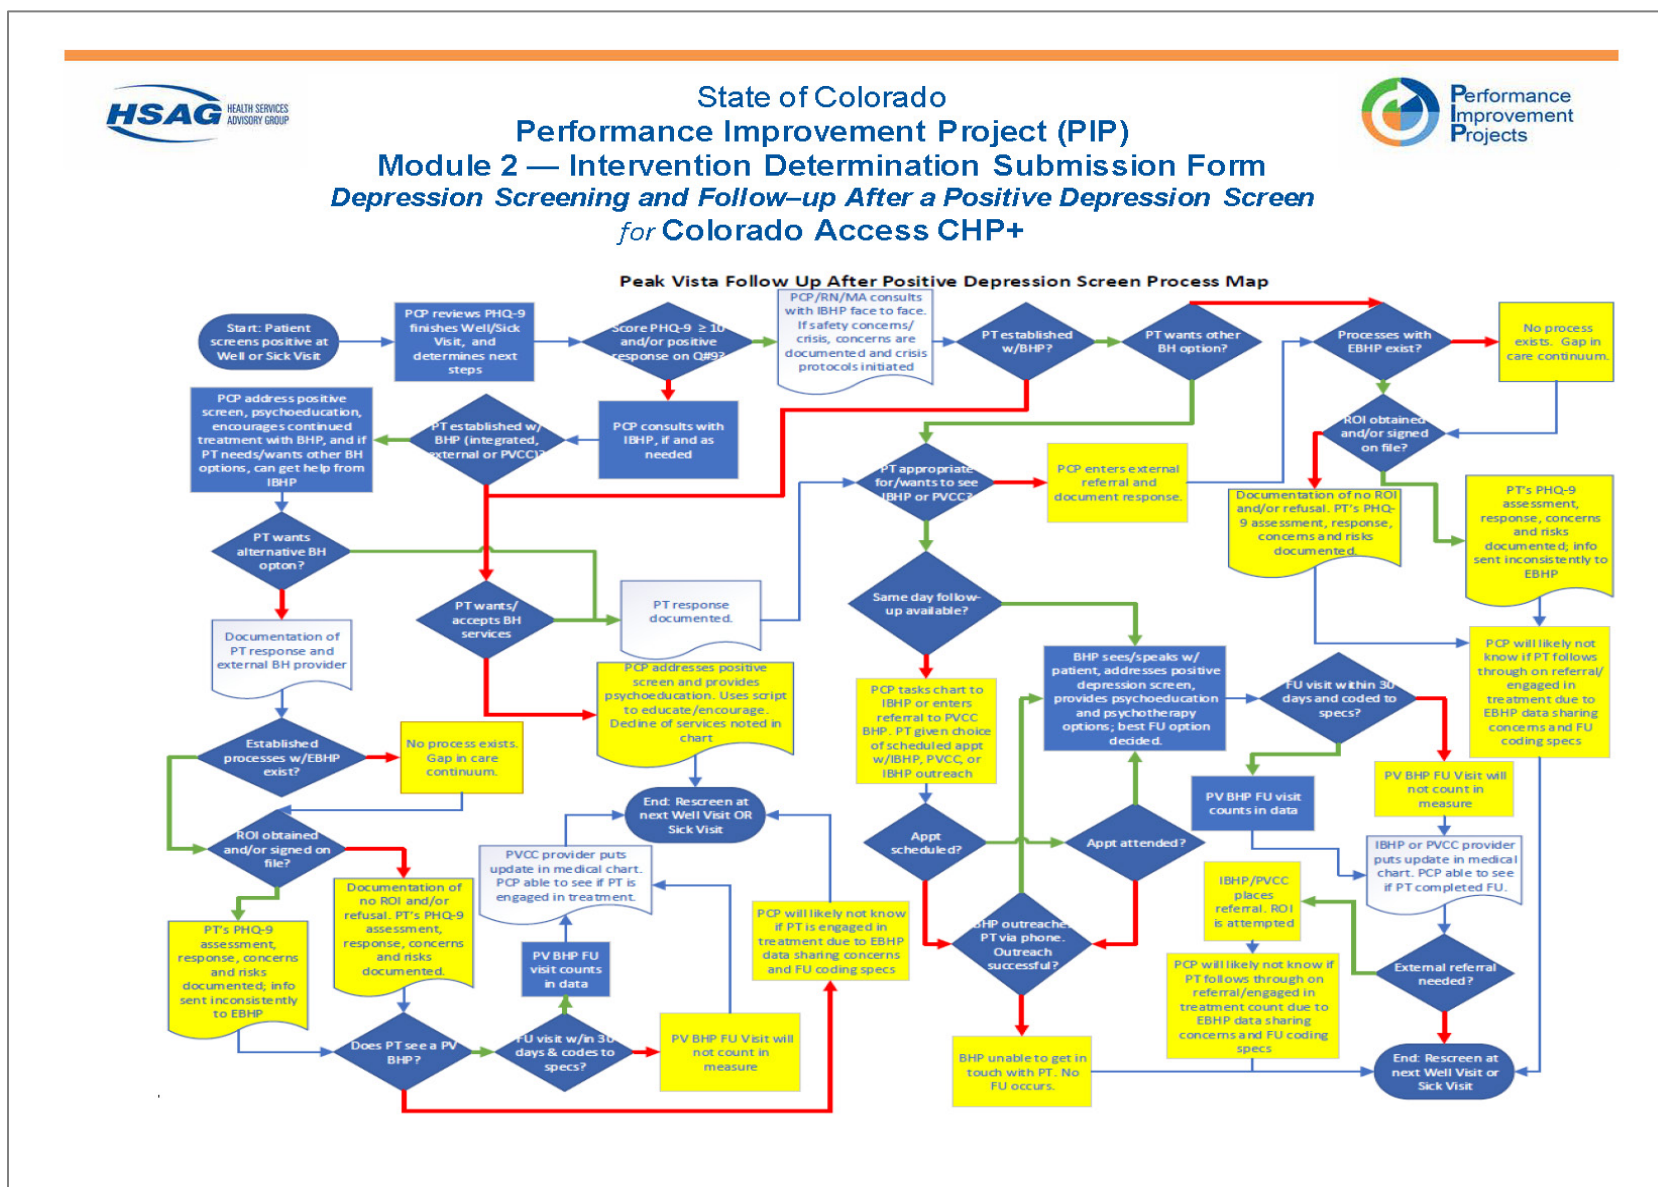 HSAG HEALTH SERVICES
ADVISORY GROUP
State of Colorado
Performance Improvement Project (PIP)
Module 2 — Intervention Determination Submission Form
Depression Screening and Follow–up After a Positive Depression Screen
for Colorado Access CHP+
Performance
Improvement
Projects
Peak Vista Follow Up After Positive Depression Screen Process Map
Start: Patient
screens positive at
Well or Sick Visit
PCP reviews PHQ-9
finishes Well/Sick
Visit, and
determines next
steps
Score PHQ-9 ≥ 10
and/or positive
response on Q#9?
PCP/RN/MA consults
with IBHP face to face.
If safety concerns/
crisis, concerns are
documented and crisis
protocols initiated
PT established
w/BHP?
PT wants other
BH option?
Processes with
EBHP exist?
No process
exists. Gap in
care continuum.
PCP address positive
screen, psychoeducation,
encourages continued
treatment with BHP, and if
PT needs/wants other BH
options, can get help from
IBHP
PT established w/
BHP (integrated,
external or PVCC)?
PCP consults with
IBHP, if and as
needed
ROI obtained
and/or signed
on file?
PT appropriate
for/wants to see
IBHP or PVCC?
PCP enters external
referral and
document response.
Documentation of no ROI
and/or refusal. PT's PHQ-
9 assessment, response,
concerns and risks
documented.
PT's PHQ-9
assessment,
response, concerns
and risks
documented; info
sent inconsistently to
EBHP
PT wants
alternative BH
opton?
PT wants/
accepts BH
services
PT response
documented.
Same day follow-
up available?
Documentation of
PT response and
external BH provider
PCP addresses positive
screen and provides
psychoeducation. Uses script
to educate/encourage.
Decline of services noted in
chart
PCP tasks chart to
IBHP or enters
referral to PVCC
BHP. PT given choice
of scheduled appt
w/IBHP, PVCC, or
IBHP outreach
BHP sees/speaks w/
patient, addresses positive
depression screen,
provides psychoeducation
and psychotherapy
options; best FU option
decided.
FU visit within 30
days and coded to
specs?
PCP will likely not
know if PT follows
through on referral/
engaged in
treatment due to
EBHP data sharing
concerns and FU
coding specs
Established
processes w/EBHP
exist?
No process exists.
Gap in care
continuum.
End: Rescreen at
next Well Visit OR
Sick Visit
PV BHP FU visit
counts in data
PV BHP FU Visit will
not count in
measure
ROI obtained
and/or signed on
file?
PVCC provider puts
update in medical chart.
PCP able to see if PT is
engaged in treatment.
Appt
scheduled?
Appt attended?
IBHP or PVCC provider
puts update in medical
chart. PCP able to see
if PT completed FU.
Documentation of
no ROI and/or
refusal. PT's PHQ-9
assessment,
response, concerns
and risks
documented.
IBHP/PVCC
places
referral. ROI
is attempted
PT's PHQ-9
assessment,
response, concerns
and risks
documented; info
sent inconsistently
to EBHP
PV BHP FU
visit counts
in data
PCP will likely not know
if PT is engaged in
treatment due to EBHP
data sharing concerns
and FU coding specs
BHP outreaches
PT via phone.
Outreach
successful?
PCP will likely not know if
PT follows through on
referral/engaged in
treatment count due to
EBHP data sharing
concerns and FU coding
specs
External referral
needed?
Does PT see a PV
BHP?
FU visit w/in 30
days & codes to
specs?
PV BHP FU Visit will
not count in
measure
BHP unable to get in
touch with PT. No
FU occurs.
End: Rescreen at
next Well Visit or
Sick Visit